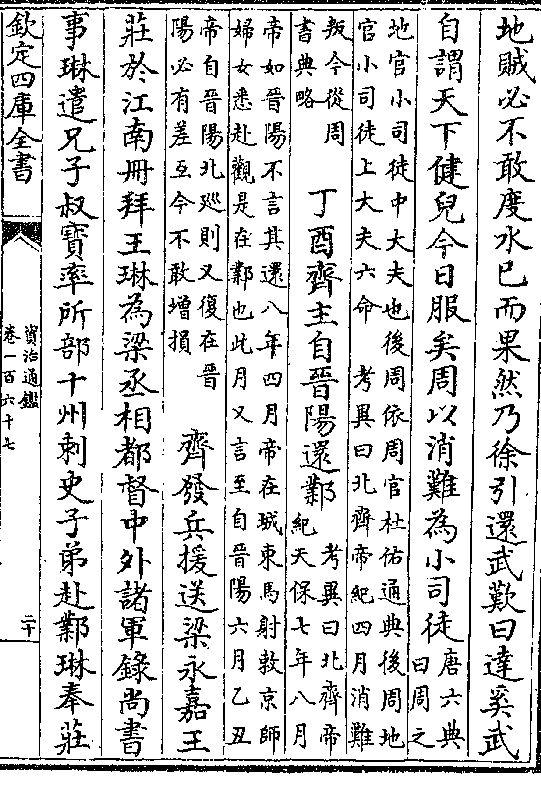 地賊必不敢度水已而果然乃徐引還武歎曰達奚武
自謂天下健兒今日服矣周以消難為小司徒唐六典曰周之
地官小司徒中大夫也後周依周官杜佑通典後周地
官小司徒上大夫六命 考異曰北齊帝紀四月消難
叛今從周書典略 丁酉齊主自晉陽還鄴考異曰北齊帝紀天保七年八月
帝如晉陽不言其還八年四月帝在城東馬射敕京師
婦女悉赴觀是在鄴也此月又言至自晉陽六月乙丑
帝自晉陽北巡則又復在晉陽必有差互今不敢增損 齊發兵援送梁永嘉王
莊於江南冊拜王琳為梁丞相都督中外諸軍錄尚書
事琳遣兄子叔寶率所部十州刺史子弟赴鄴琳奉莊
欽定四庫全書
資治通鑑
卷一百六十七
二十